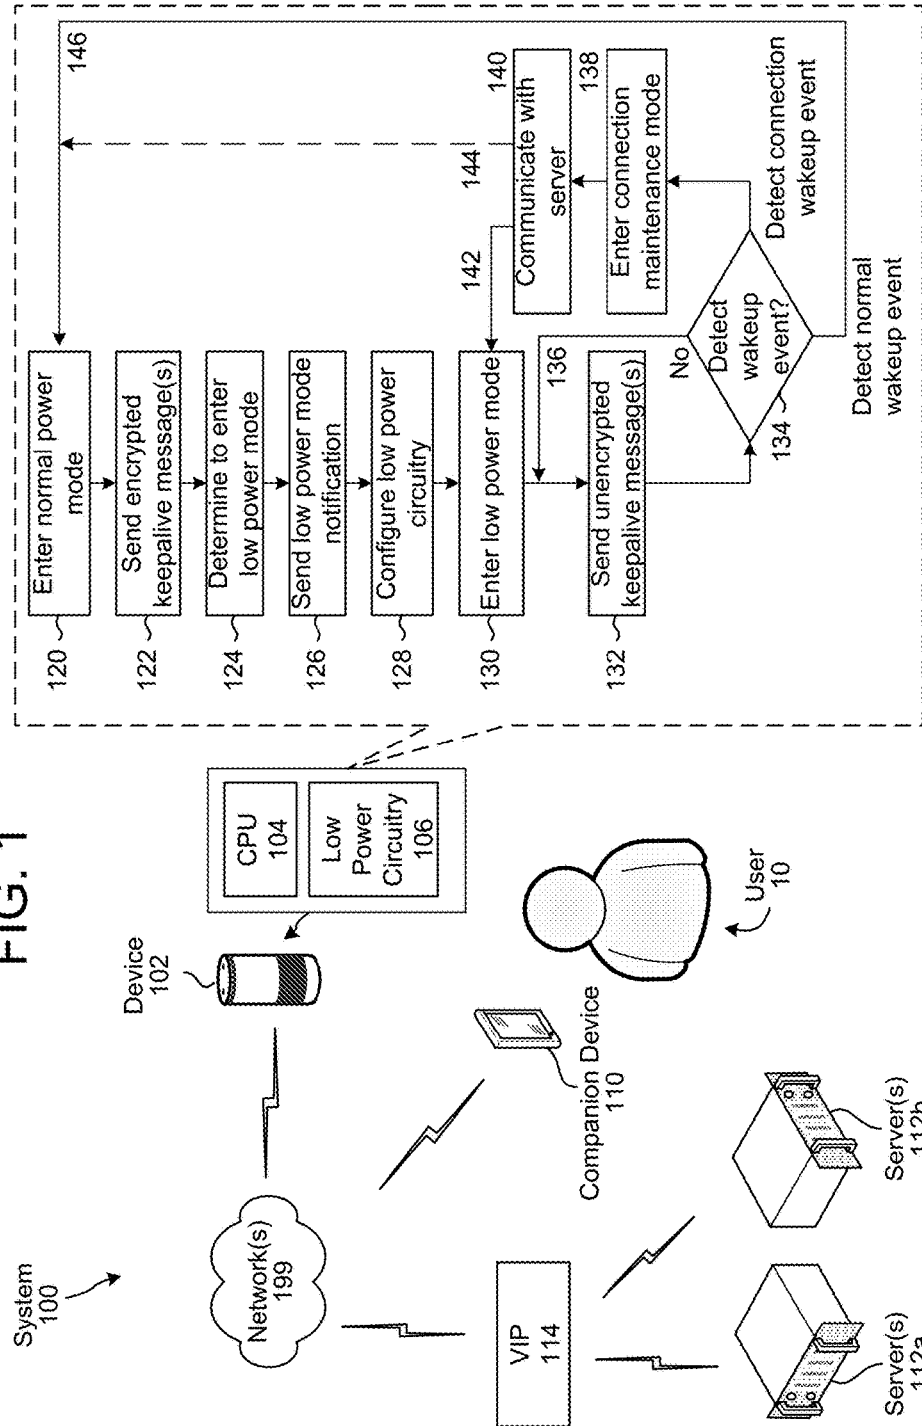 FIG. 1
System
100
Network(s)
199
Device
102
CPU
104
Low
Power
Circuitry
106
VIP
114
Companion Device
110
User
10
Server(s)
112a
Server(s)
112b
120
Enter normal power
mode
146
122
Send encrypted
keepalive message(s)
124
Determine to enter
low power mode
126
Send low power mode
notification
128
Configure low power
circuitry
130
Enter low power mode
142
144
Communicate with
server
140
136
Enter connection
maintenance mode
138
132
Send unencrypted
keepalive message(s)
No
Detect
wakeup
event?
134
Detect connection
wakeup event
Detect normal
wakeup event